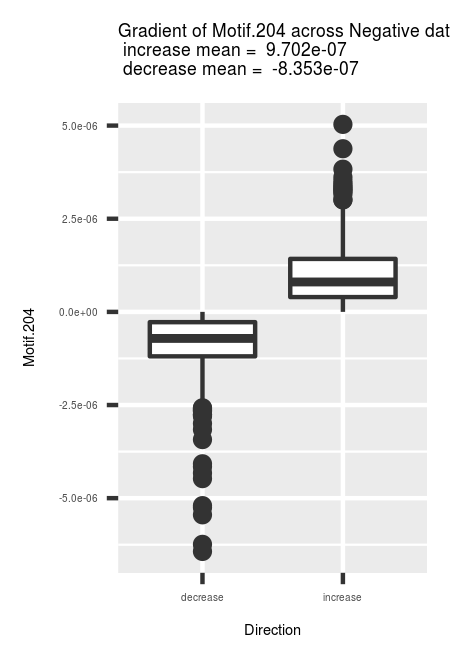 Gradient of Motif.204 across Negative dat
increase mean =  9.702e-07
decrease mean =  -8.353e-07
5.0e-06
2.5e-06
0.0e+00
-2.5e-06
-5.0e-06
Motif.204
decrease increase
Direction